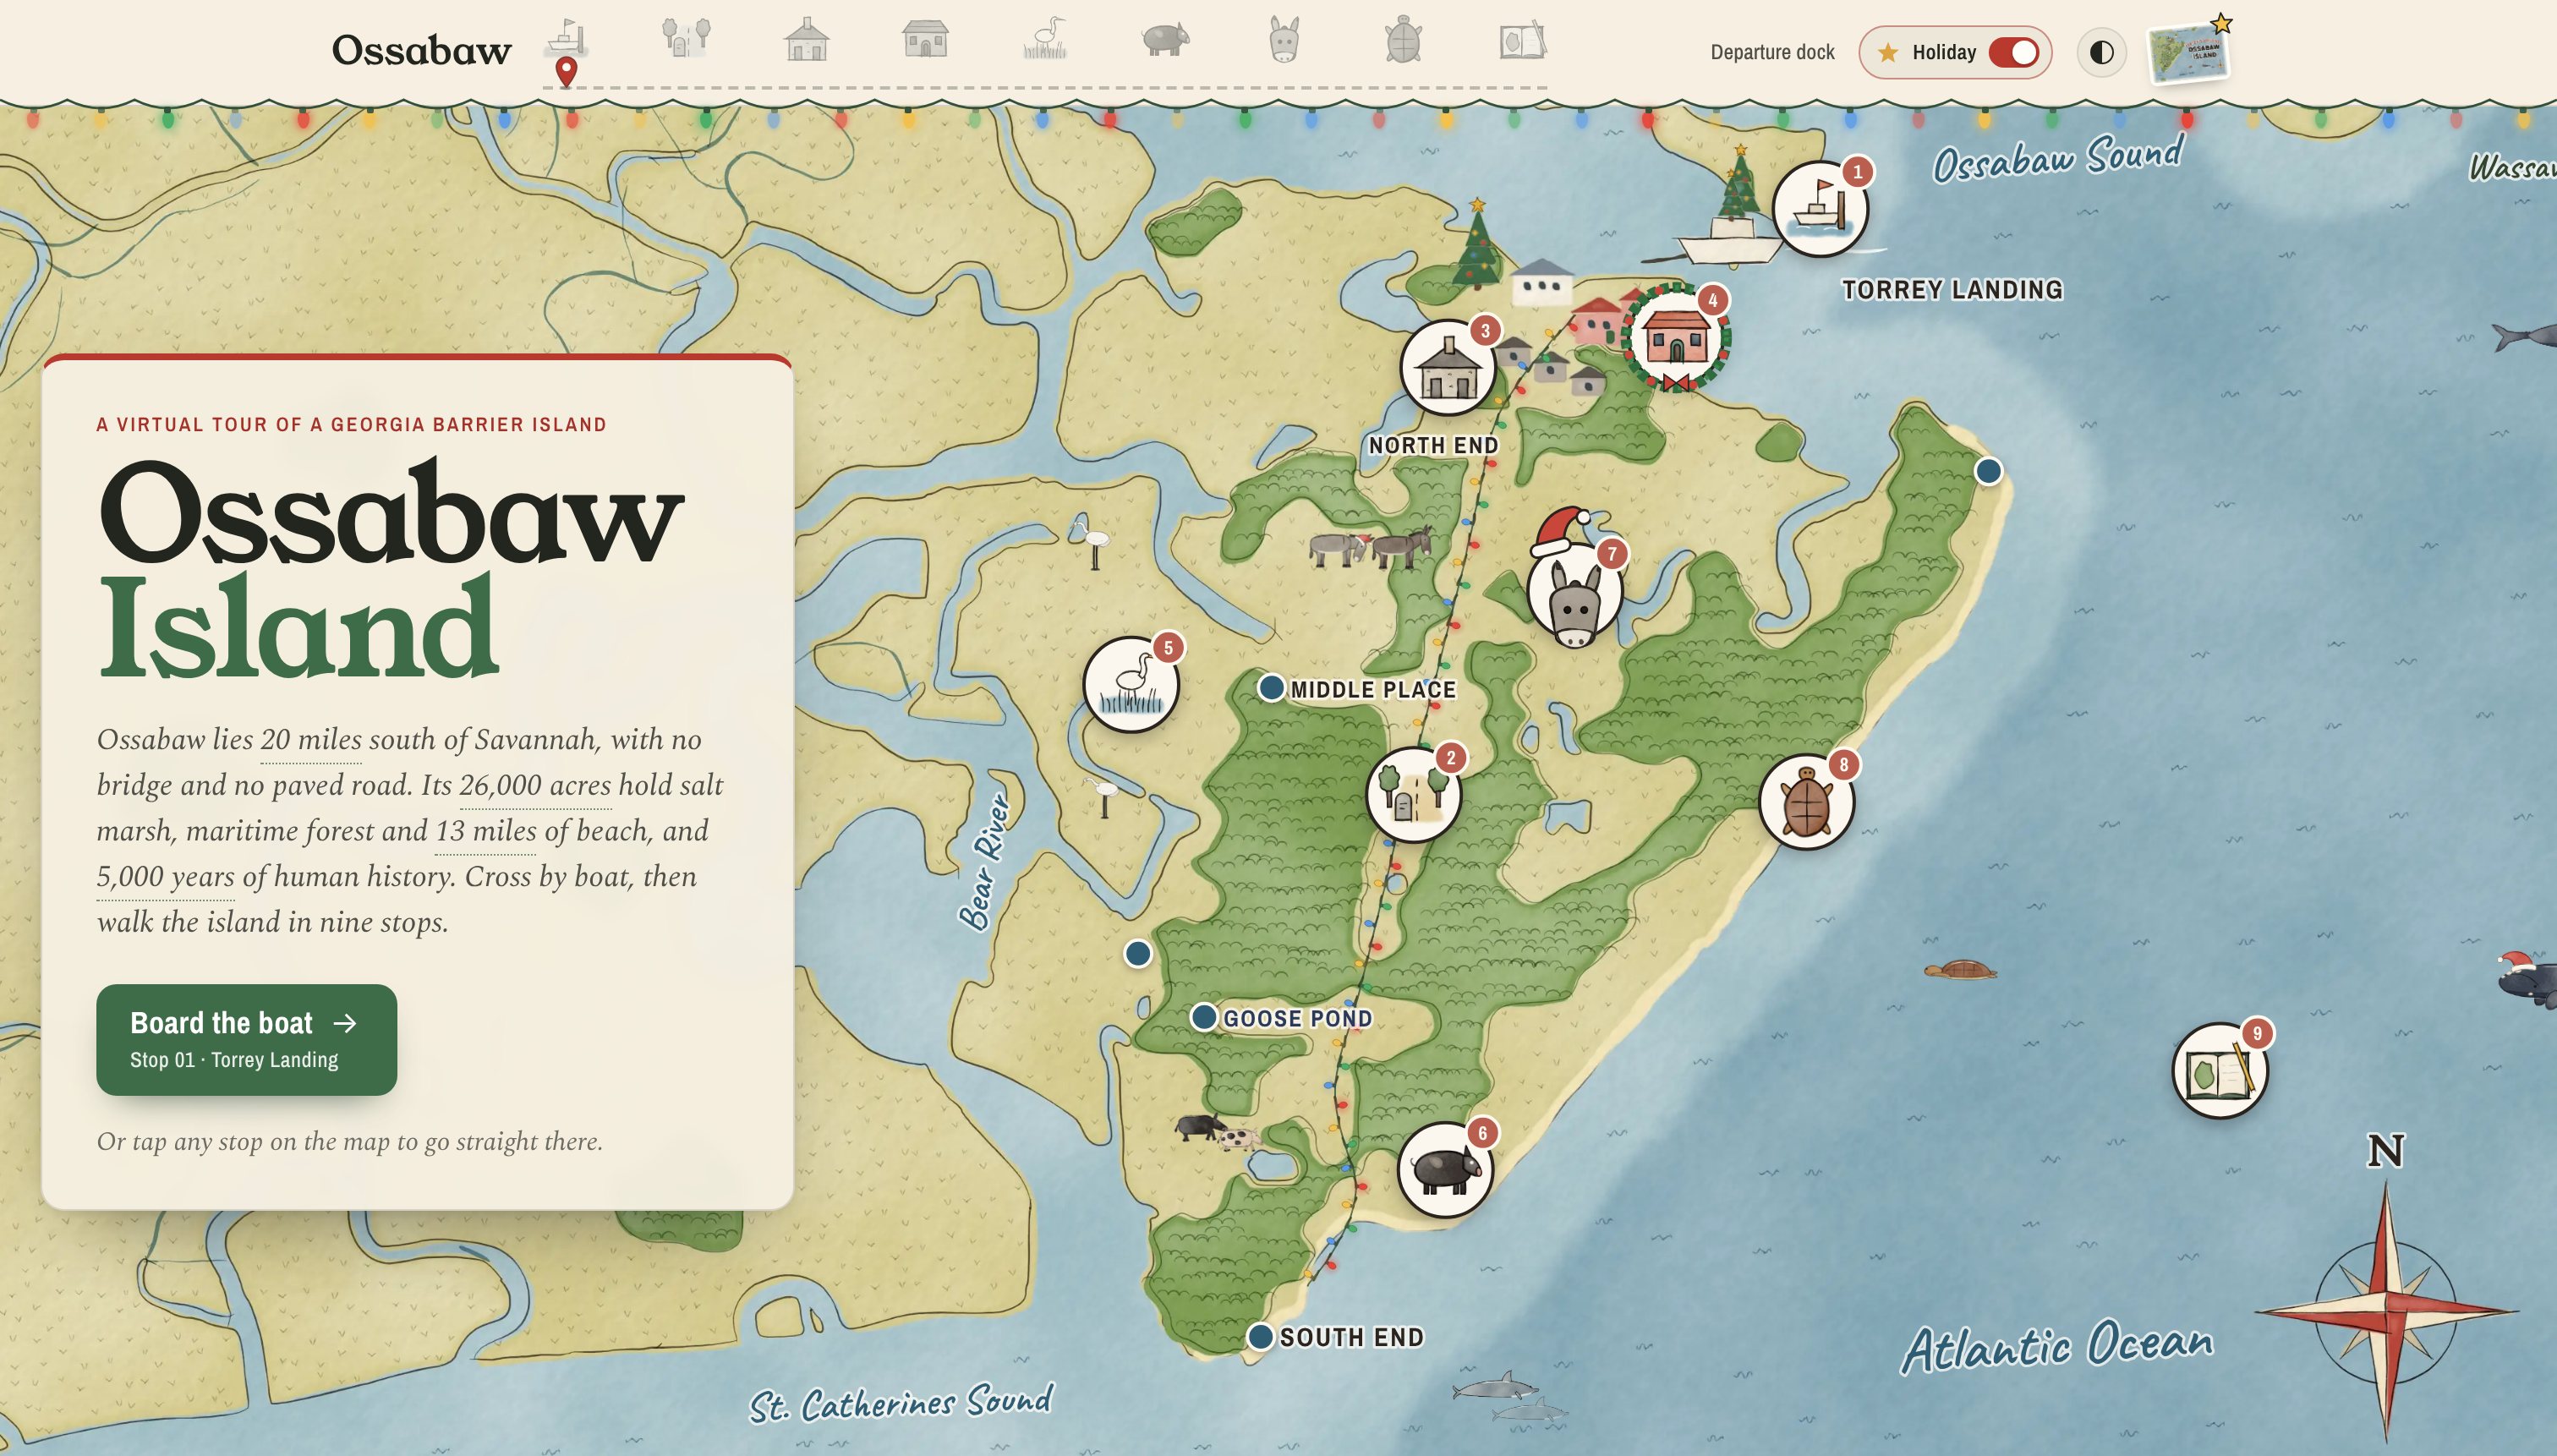 Ossabaw
Departure dock
Holiday
OSSABAW
ISLAND
Ossabaw Sound
1
TORREY LANDING
4
3
NORTH END
A VIRTUAL TOUR OF A GEORGIA BARRIER ISLAND
Ossabaw
Island
Ossabaw lies 20 miles south of Savannah, with no
bridge and no paved road. Its 26,000 acres hold salt
marsh, maritime forest and 13 miles of beach, and
5,000 years of human history. Cross by boat, then
walk the island in nine stops.
Board the boat →
Stop 01 · Torrey Landing
Or tap any stop on the map to go straight there.
7
5
MIDDLE PLACE
2
8
Bear River
GOOSE POND
9
6
N
SOUTH END
Atlantic Ocean
St. Catherines Sound